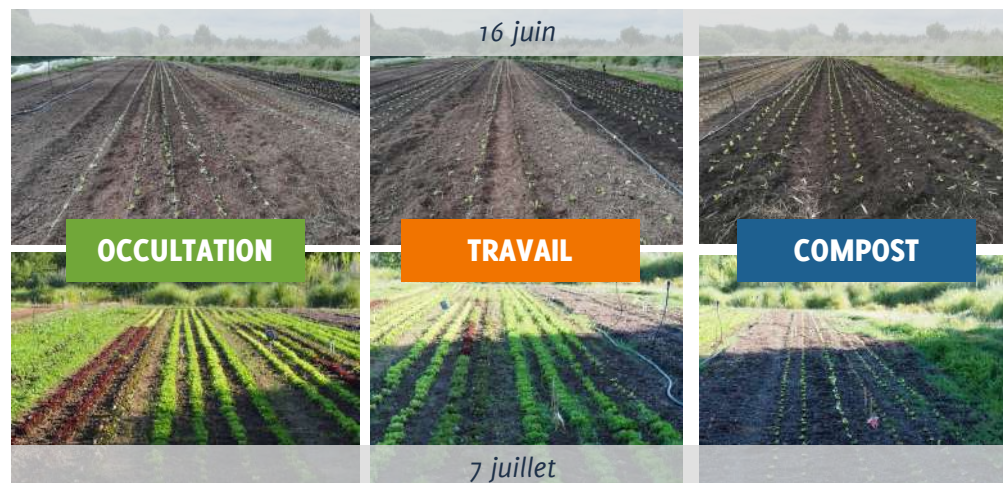 16 juin
OCCULTATION
TRAVAIL
COMPOST
7 juillet